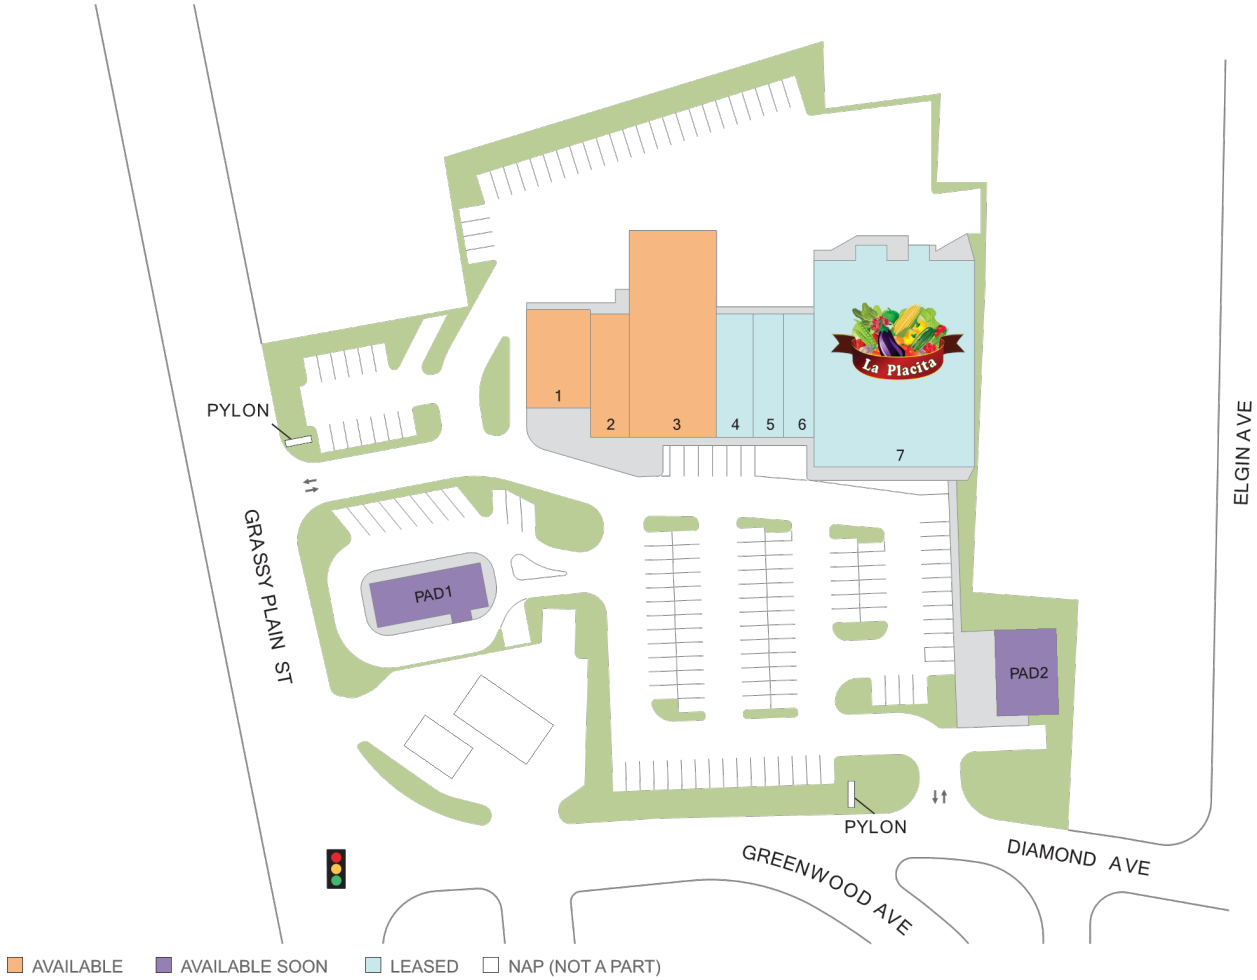 La Placita
1
2
3
4
5
6
7
PYLON
GRASSY PLAIN ST
ELGIN AVE
PAD1
PAD2
PYLON
GREENWOOD AVE
DIAMOND AVE
AVAILABLE
AVAILABLE SOON
LEASED
NAP (NOT A PART)